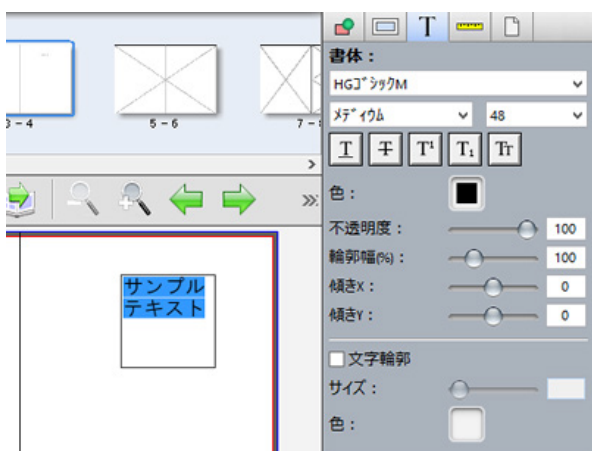 書体：
HGｺﾞｼｯｸM
ﾒﾃﾞｨｳﾑ
48
T T T¹ T₁ Tr
色：
不透明度： 100
輪郭幅(%)： 100
傾きX： 0
傾きY： 0
文字輪郭
サイズ：
色：
3-4
5-6
7-
サンプル
テキスト